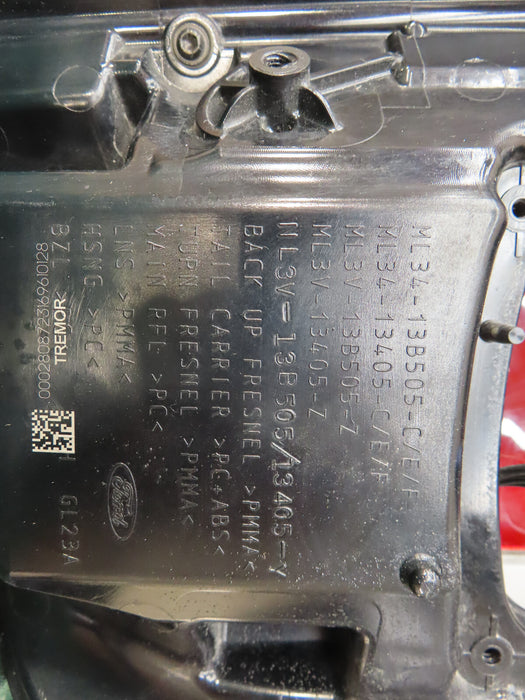 ML34-13B505-C/E/F
ML34-13405-C/E/F
ML3V-13B505-Z
ML3V-13405-Z
NL3V-13B505/13405-Y
BACK UP FRESNEL >PMMA<
TAIL CARRIER >PC+ABS<
TURN FRESNEL >PMMA<
MAIN RFL >PC<
LNS >PMMA<
HSNG >PC<
BZL
TREMOR
0002808723169610128
Ford
GL23A